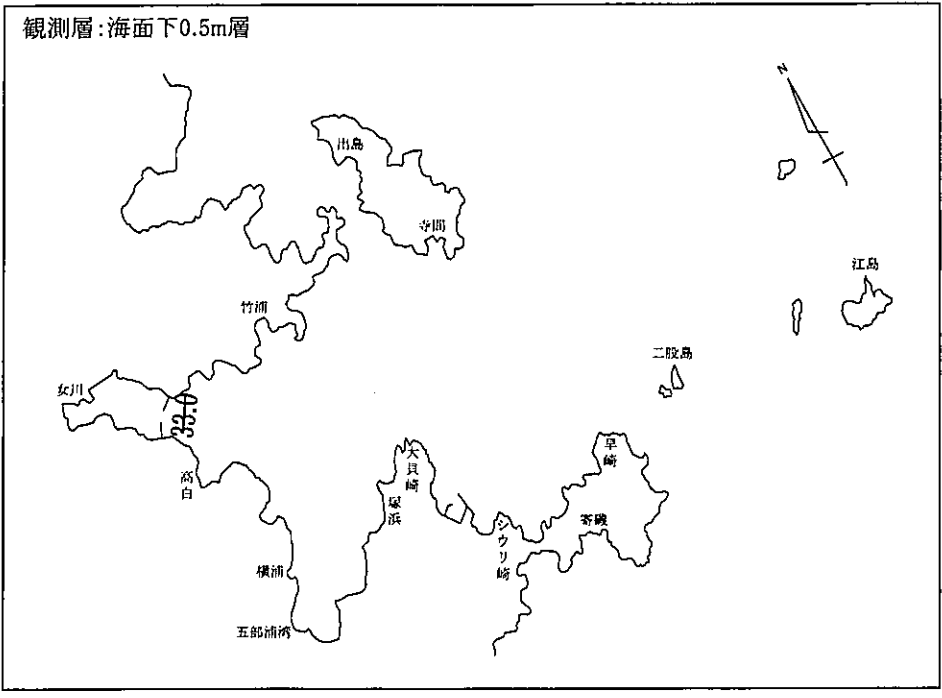 観測層:海面下0.5m層
N
出島
寺間
江島
竹浦
二股島
女川
33.0
高白
大貝崎
塚浜
早崎
寄磯
シウリ崎
横浦
五部浦湾